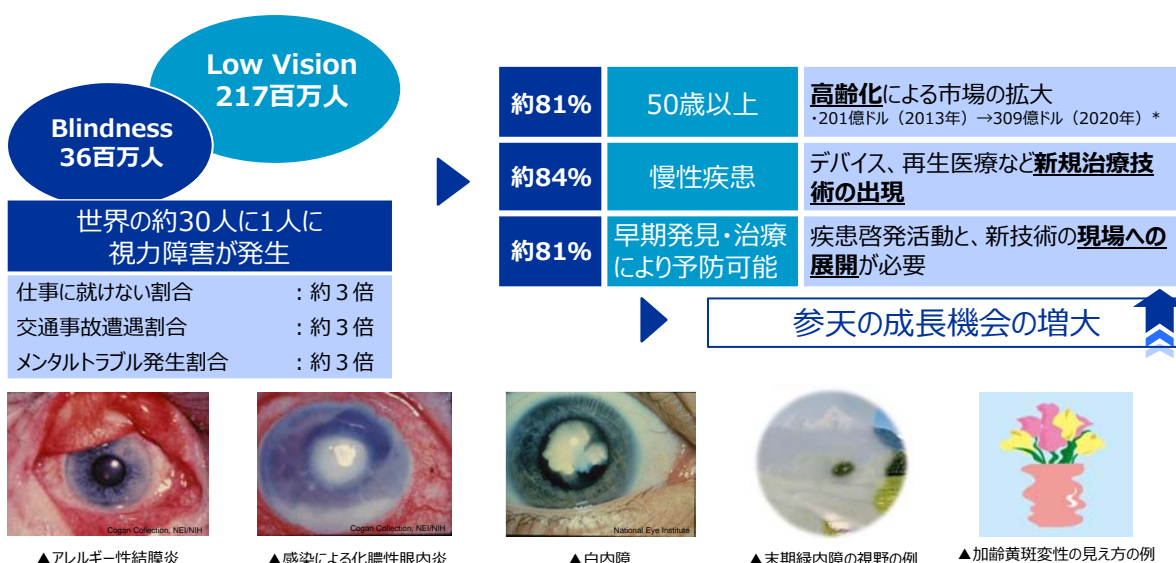 Low Vision
217百万人
Blindness
36百万人
世界の約30人に1人に
視力障害が発生
仕事に就けない割合 ：約３倍
交通事故遭遇割合 ：約３倍
メンタルトラブル発生割合 ：約３倍
約81% 50歳以上 高齢化による市場の拡大
・201億ドル（2013年）→309億ドル（2020年）*
約84% 慢性疾患 デバイス、再生医療など新規治療技
術の出現
約81% 早期発見・治療
により予防可能
疾患啓発活動と、新技術の現場への
展開が必要
参天の成長機会の増大
Cogan Collection, NEI/NIH
Cogan Collection, NEI/NIH
National Eye Institute
▲アレルギー性結膜炎
▲感染による化膿性眼内炎
▲白内障
▲末期緑内障の視野の例
▲加齢黄斑変性の見え方の例